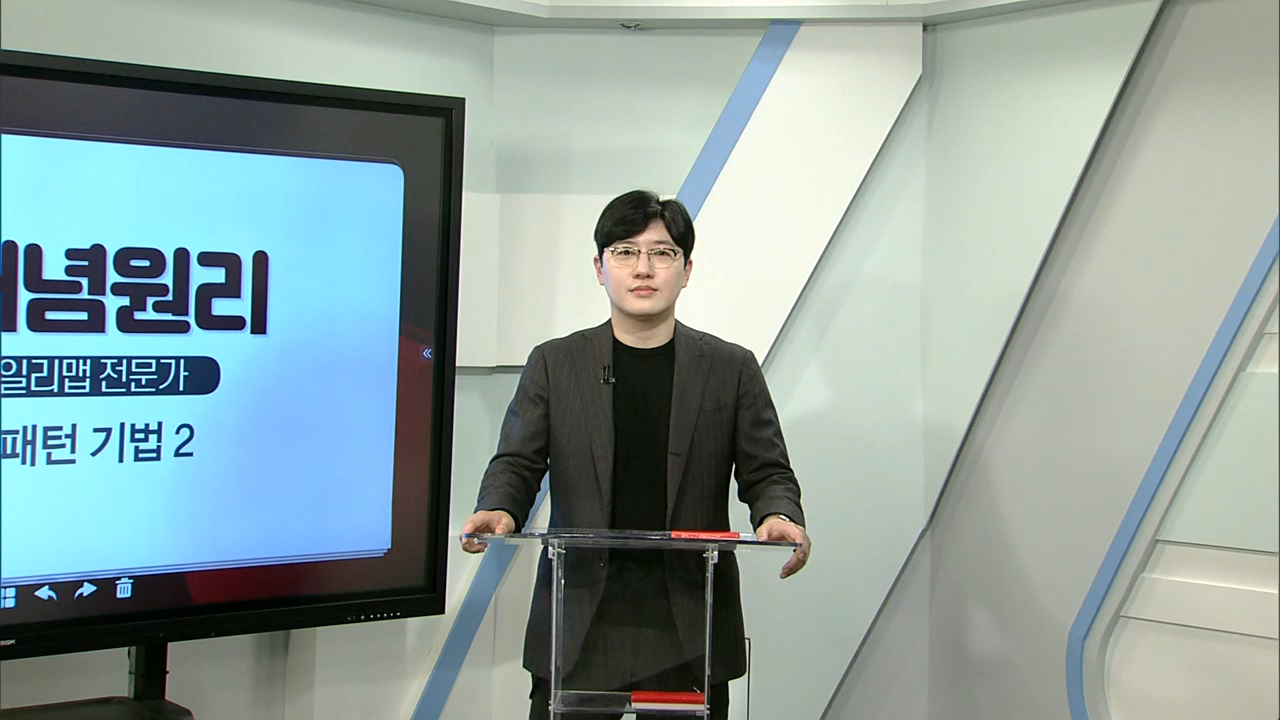 념원리
일리맵 전문가
패턴 기법 2